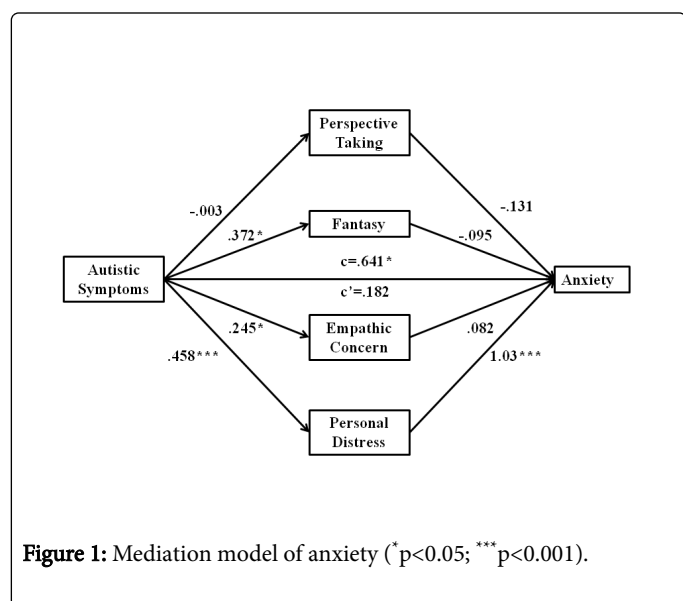 Perspective
Taking
-.003
-.131
Fantasy
.372*
-.095
c=.641*
Autistic
Symptoms
Anxiety
c'=.182
.245*
Empathic
Concern
.082
.458***
1.03***
Personal
Distress
Figure 1: Mediation model of anxiety (*p<0.05; ***p<0.001).